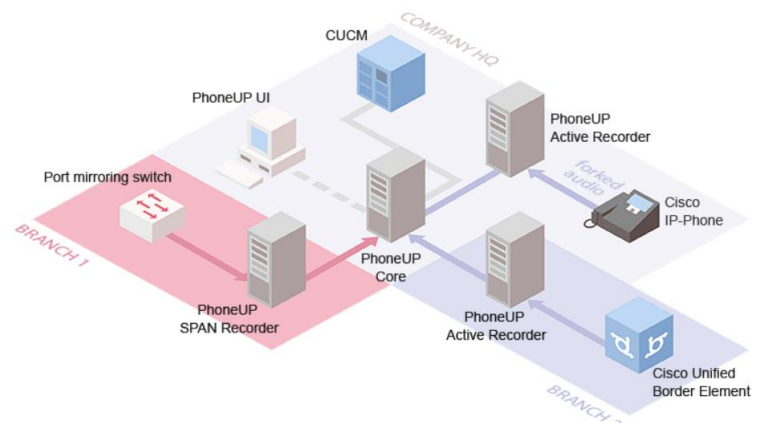 COMPANY HQ
CUCM
PhoneUP UI
PhoneUP
Active Recorder
Port mirroring switch
forked
audio
Cisco
IP-Phone
BRANCH 1
PhoneUP
Core
PhoneUP
SPAN Recorder
PhoneUP
Active Recorder
Cisco Unified
Border Element
BRANCH